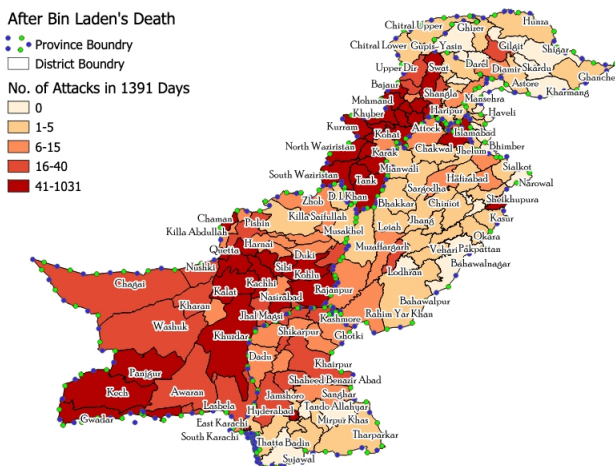 After Bin Laden's Death
Province Boundry
District Boundry
No. of Attacks in 1391 Days
0
1-5
6-15
16-40
41-1031
Hunza
Chitral Upper
Ghizer
Chitral Lower
Gupis-Yasin
Gilgit
Shigar
Upper Dir
Swat
Darel
Diamir
Skardu
Ghanche
Bajaur
Astore
Kharmang
Mohmand
Shangla
Mansehra
Khyber
Haripur
Haveli
Kurram
Kohat
Attock
Islamabad
North Waziristan
Karak
Chakwal
Jhelum
Bhimber
South Waziristan
Mianwali
Sialkot
Tank
Sargodha
Hafizabad
Narowal
Zhob
D.I.Khan
Bhakkar
Chiniot
Sheikhupura
Chaman
Pishin
Killa Saifullah
Kasur
Killa Abdullah
Musakhel
Leiah
Jhang
Okara
Quetta
Harnai
Duki
Muzaffargarh
Vehari
Pakpattan
Nushki
Sibi
Kohlu
Lodhran
Bahawalnagar
Chagai
Kalat
Kachhi
Rajanpur
Kharan
Nasirabad
Bahawalpur
Washuk
Jhal Magsi
Kashmore
Rahim Yar Khan
Khuzdar
Shikarpur
Ghotki
Dadu
Panjgur
Khairpur
Kech
Awaran
Jamshoro
Shaheed Benazir Abad
Sanghar
Gwadar
Lasbela
Hyderabad
Tando Allahyar
East Karachi
Mirpur Khas
South Karachi
Thatta
Badin
Tharparkar
Sujawal